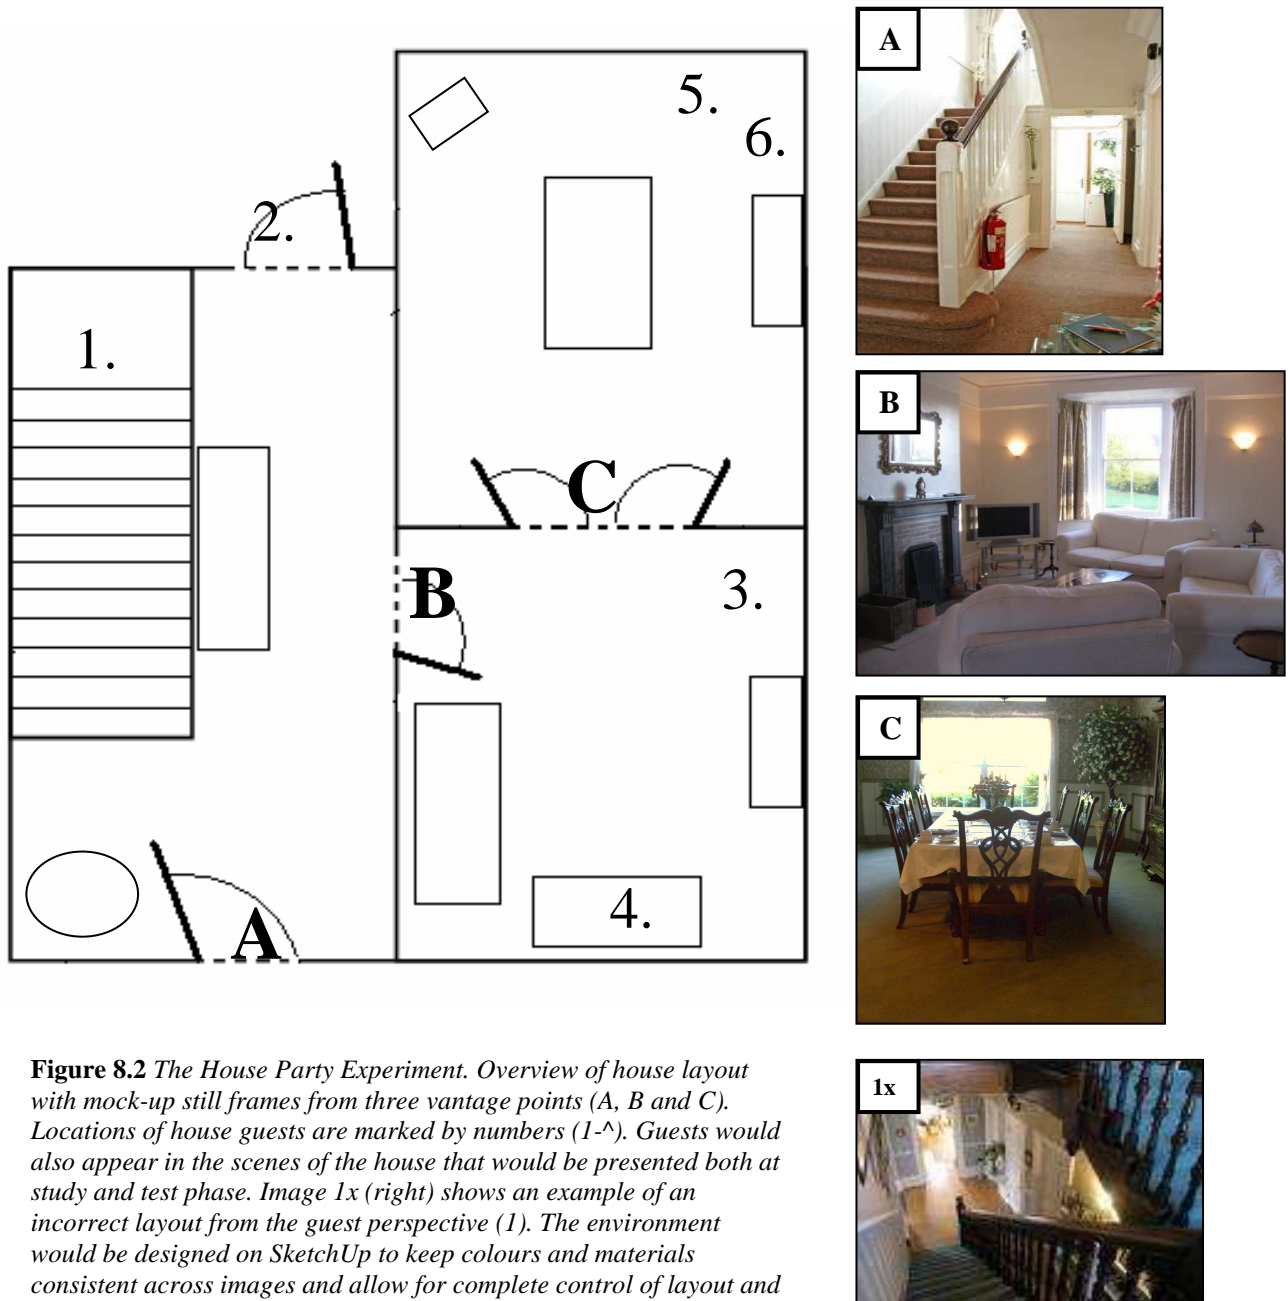 5.
6.
2.
1.
C
B
3.
4.
A
A
B
C
1x
Figure 8.2 The House Party Experiment. Overview of house layout
with mock-up still frames from three vantage points (A, B and C).
Locations of house guests are marked by numbers (1-^). Guests would
also appear in the scenes of the house that would be presented both at
study and test phase. Image 1x (right) shows an example of an
incorrect layout from the guest perspective (1). The environment
would be designed on SketchUp to keep colours and materials
consistent across images and allow for complete control of layout and